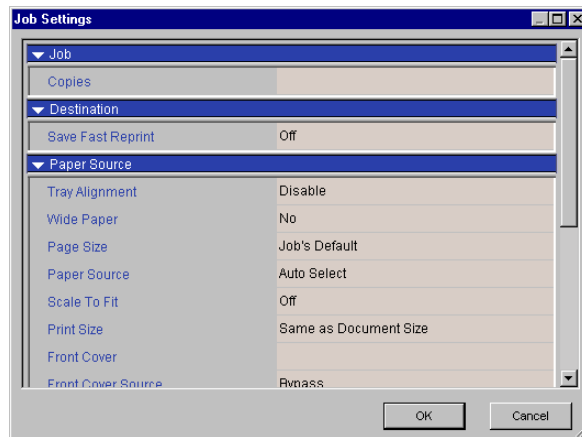 Job Settings
Job
Copies
Destination
Save Fast Reprint Off
Paper Source
Tray Alignment Disable
Wide Paper No
Page Size Job's Default
Paper Source Auto Select
Scale To Fit Off
Print Size Same as Document Size
Front Cover
Front Cover Source Bypass
OK Cancel